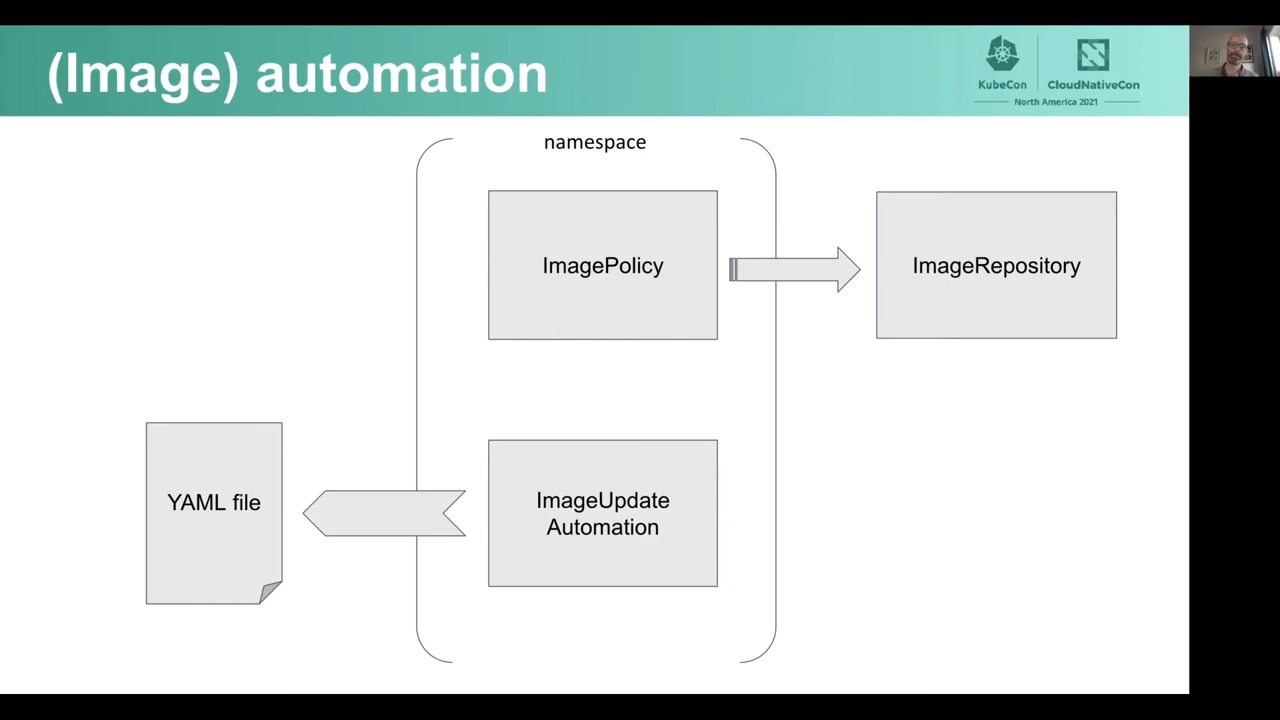 (Image) automation
KubeCon
CloudNativeCon
North America 2021
namespace
ImagePolicy
ImageRepository
YAML file
ImageUpdate
Automation